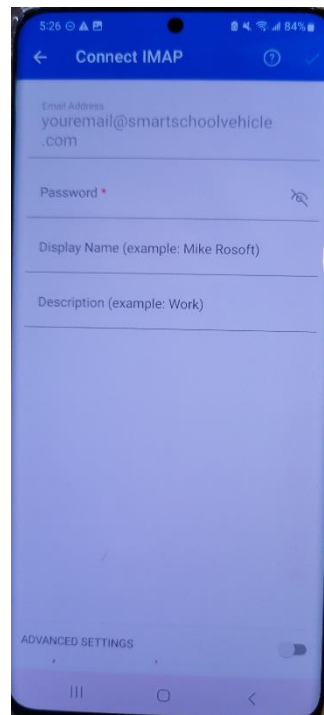 5:26 84%
Connect IMAP
Email Address
youremail@smartschoolvehicle
.com
Password *
Display Name (example: Mike Rosoft)
Description (example: Work)
ADVANCED SETTINGS